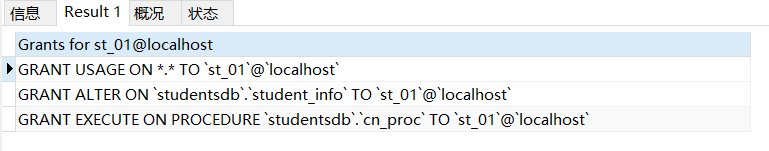 信息 Result 1 概况 状态
Grants for st_01@localhost
GRANT USAGE ON *.* TO `st_01`@`localhost`
GRANT ALTER ON `studentsdb`.`student_info` TO `st_01`@`localhost`
GRANT EXECUTE ON PROCEDURE `studentsdb`.`cn_proc` TO `st_01`@`localhost`